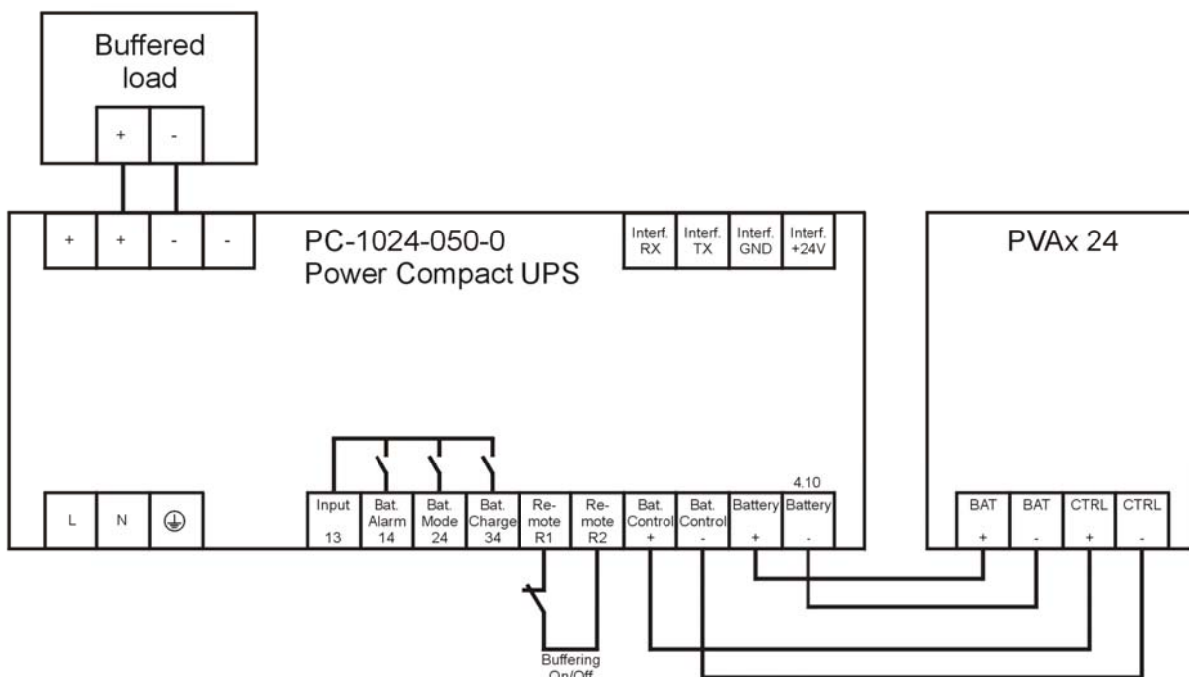 Buffered
load
+ -
+ + - -
PC-1024-050-0
Power Compact UPS
Interf.
RX
Interf.
TX
Interf.
GND
Interf.
+24V
PVAx 24
L N
Input
13
Bat.
Alarm
14
Bat.
Mode
24
Bat.
Charge
34
Re-
mote
R1
Re-
mote
R2
Bat.
Control
+
Bat.
Control
-
Battery
+
4.10
Battery
-
BAT
+
BAT
-
CTRL
+
CTRL
-
Buffering
On/Off